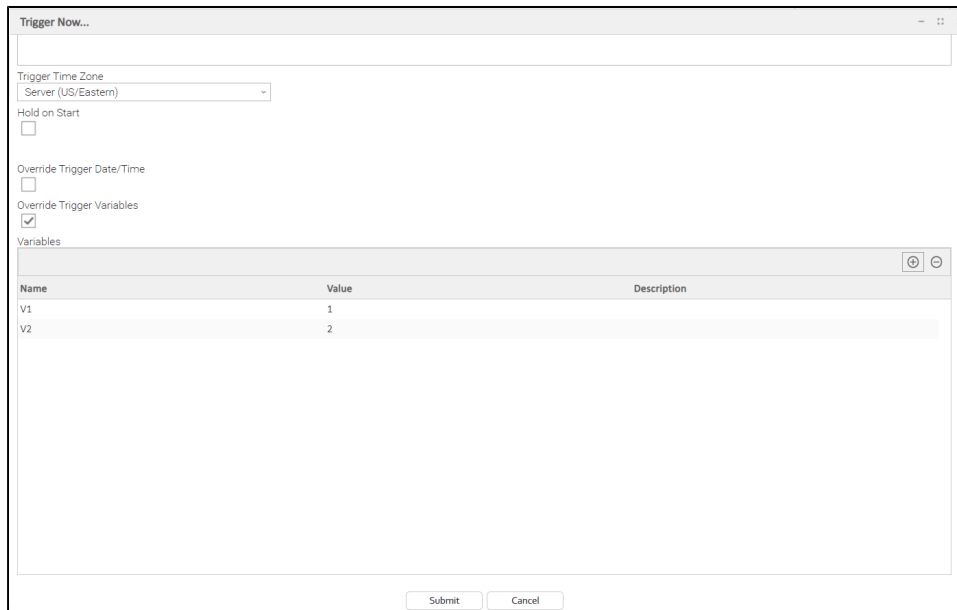 Trigger Now...
Trigger Time Zone
Server (US/Eastern)
Hold on Start
Override Trigger Date/Time
Override Trigger Variables
Variables
Name Value Description
V1 1
V2 2
Submit Cancel